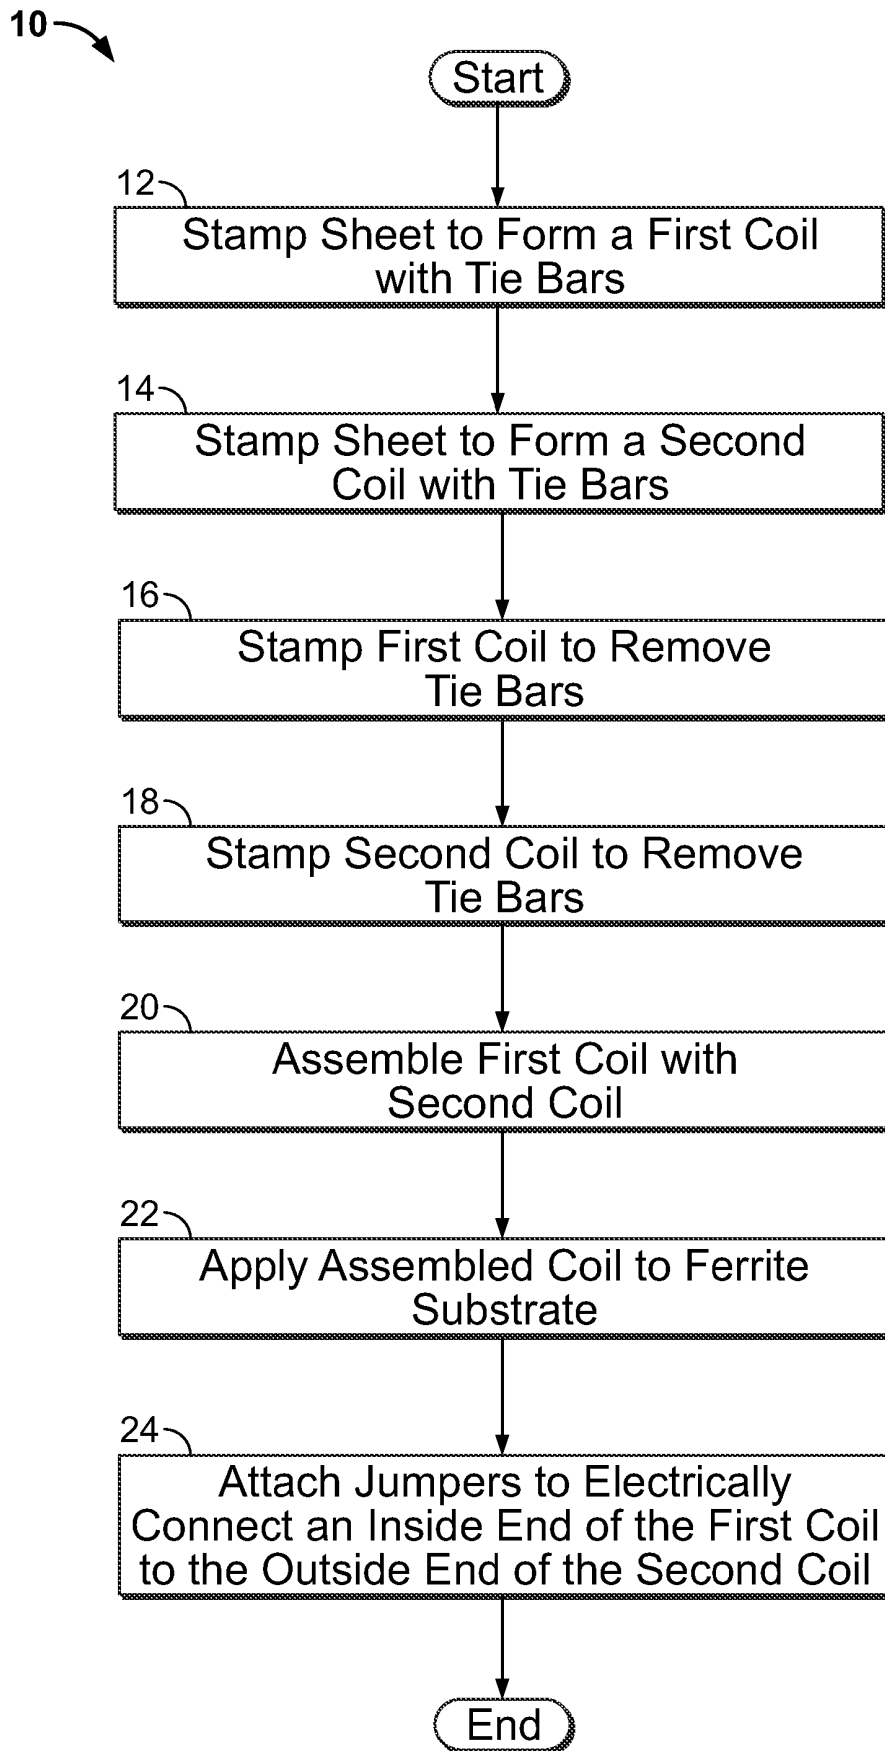 10
Start
12
Stamp Sheet to Form a First Coil
with Tie Bars
14
Stamp Sheet to Form a Second
Coil with Tie Bars
16
Stamp First Coil to Remove
Tie Bars
18
Stamp Second Coil to Remove
Tie Bars
20
Assemble First Coil with
Second Coil
22
Apply Assembled Coil to Ferrite
Substrate
24
Attach Jumpers to Electrically
Connect an Inside End of the First Coil
to the Outside End of the Second Coil
End